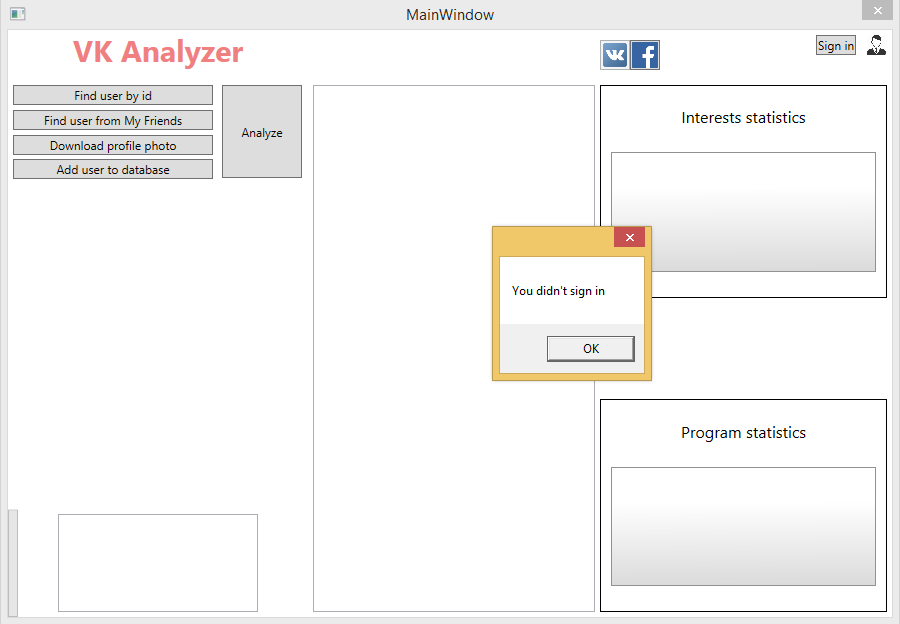 MainWindow
VK Analyzer
Sign in
Find user by id
Find user from My Friends
Download profile photo
Add user to database
Analyze
Interests statistics
You didn't sign in
OK
Program statistics